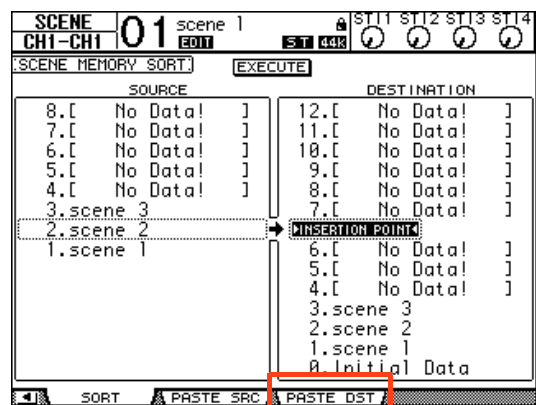 SCENE
CH1-CH1
01 scene 1
EDIT
ST 44k
ST11 ST12 ST13 ST14
SCENE MEMORY SORT
EXECUTE
SOURCE
8.[ No Data! ]
7.[ No Data! ]
6.[ No Data! ]
5.[ No Data! ]
4.[ No Data! ]
3.scene 3
2.scene 2
1.scene 1
DESTINATION
12.[ No Data! ]
11.[ No Data! ]
10.[ No Data! ]
9.[ No Data! ]
8.[ No Data! ]
7.[ No Data! ]
INSERTION POINT
6.[ No Data! ]
5.[ No Data! ]
4.[ No Data! ]
3.scene 3
2.scene 2
1.scene 1
0.Initial Data
SORT
PASTE SRC
PASTE DST